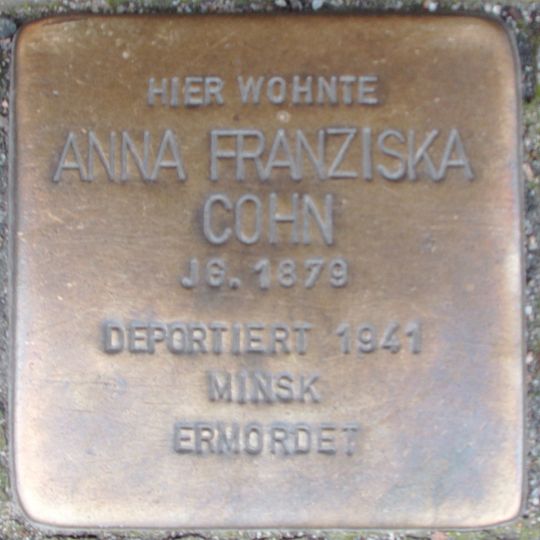 HIER WOHNTE
ANNA FRANZISKA
COHN
JG. 1879
DEPORTIERT 1941
MINSK
ERMORDET